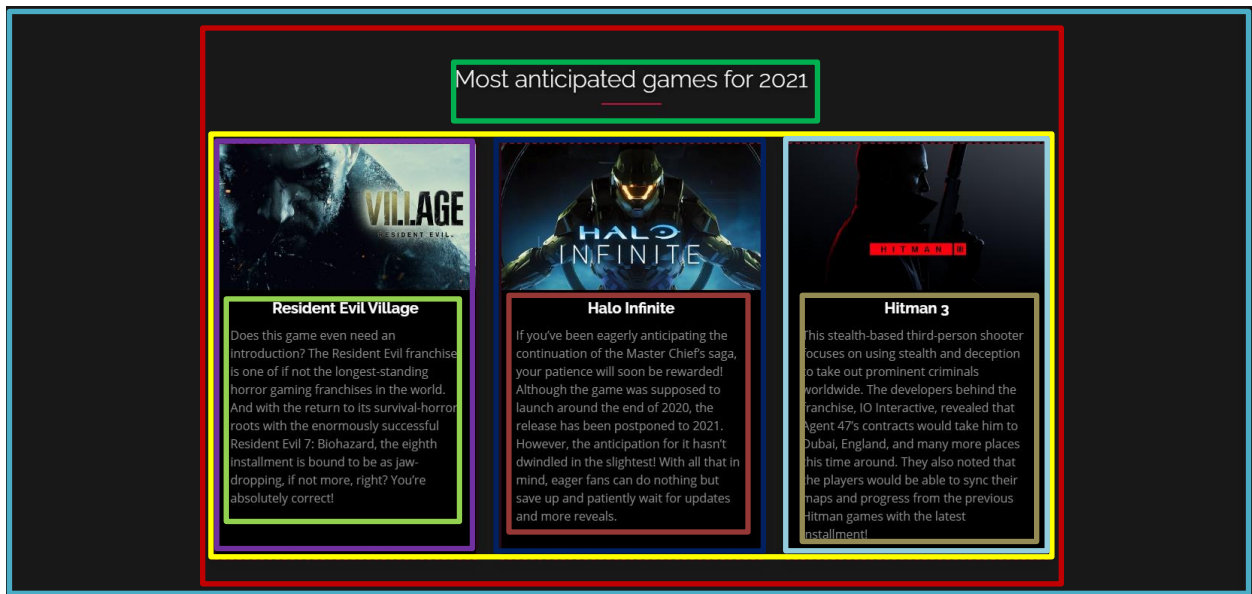 Most anticipated games for 2021
VILLAGE
RESIDENT EVIL.
HALO
INFINITE
HITMAN III
Resident Evil Village
Does this game even need an
introduction? The Resident Evil franchise
is one of if not the longest-standing
horror gaming franchises in the world.
And with the return to its survival-horror
roots with the enormously successful
Resident Evil 7: Biohazard, the eighth
installment is bound to be as jaw-
dropping, if not more, right? You're
absolutely correct!
Halo Infinite
If you've been eagerly anticipating the
continuation of the Master Chief's saga,
your patience will soon be rewarded!
Although the game was supposed to
launch around the end of 2020, the
release has been postponed to 2021.
However, the anticipation for it hasn't
dwindled in the slightest! With all that in
mind, eager fans can do nothing but
save up and patiently wait for updates
and more reveals.
Hitman 3
This stealth-based third-person shooter
focuses on using stealth and deception
to take out prominent criminals
worldwide. The developers behind the
franchise, IO Interactive, revealed that
Agent 47's contracts would take him to
Dubai, England, and many more places
this time around. They also noted that
the players would be able to sync their
maps and progress from the previous
Hitman games with the latest
installment!